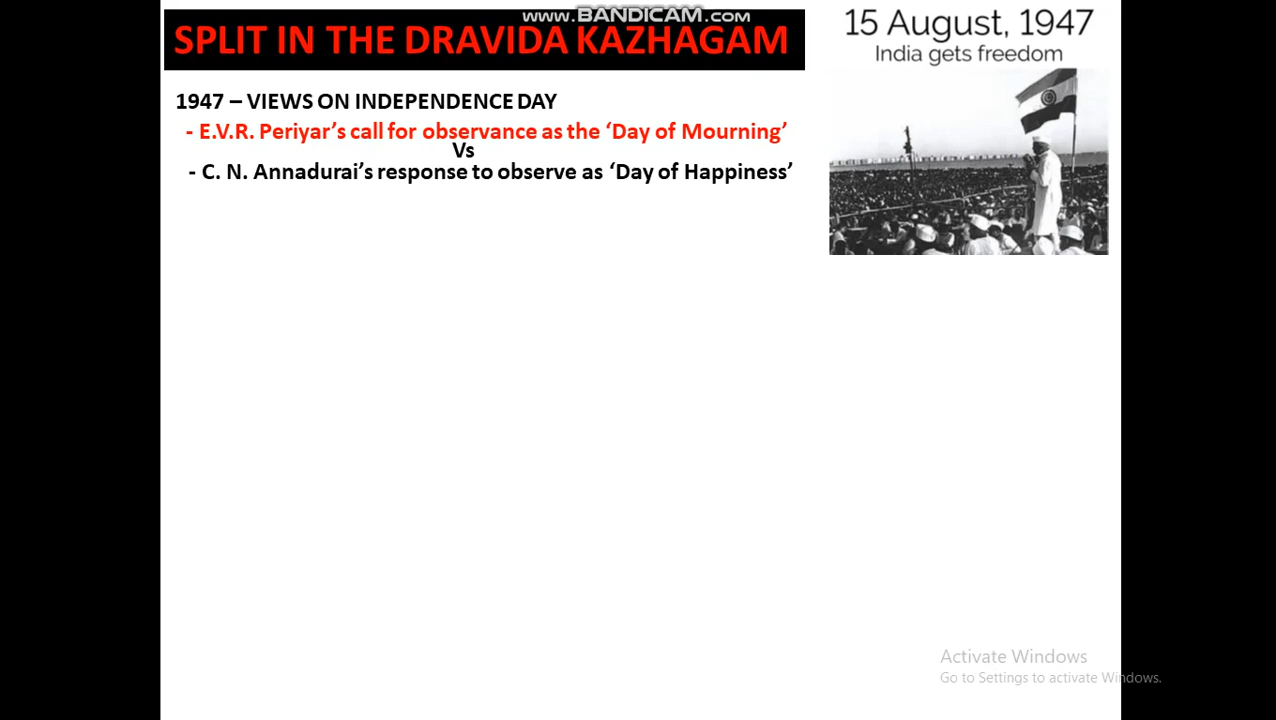 www.BANDICAM.com
SPLIT IN THE DRAVIDA KAZHAGAM
15 August, 1947
India gets freedom
1947 – VIEWS ON INDEPENDENCE DAY
- E.V.R. Periyar’s call for observance as the ‘Day of Mourning’
Vs
- C. N. Annadurai’s response to observe as ‘Day of Happiness’
Activate Windows
Go to Settings to activate Windows.